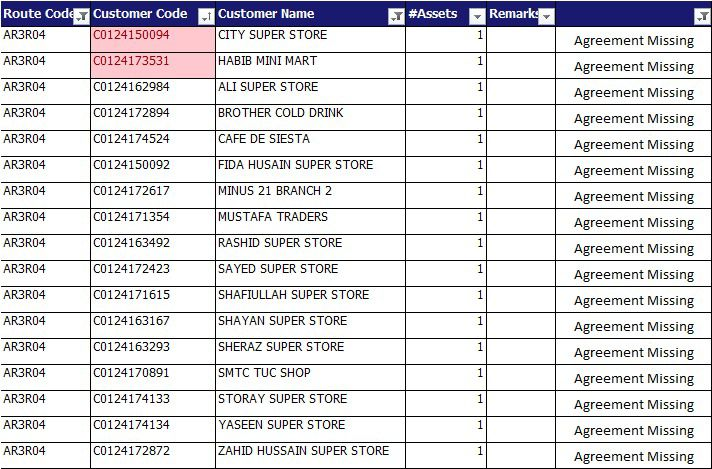 Route Code Customer Code Customer Name #Assets Remarks
AR3R04 C0124150094 CITY SUPER STORE 1 Agreement Missing
AR3R04 C0124173531 HABIB MINI MART 1 Agreement Missing
AR3R04 C0124162984 ALI SUPER STORE 1 Agreement Missing
AR3R04 C0124172894 BROTHER COLD DRINK 1 Agreement Missing
AR3R04 C0124174524 CAFE DE SIESTA 1 Agreement Missing
AR3R04 C0124150092 FIDA HUSAIN SUPER STORE 1 Agreement Missing
AR3R04 C0124172617 MINUS 21 BRANCH 2 1 Agreement Missing
AR3R04 C0124171354 MUSTAFA TRADERS 1 Agreement Missing
AR3R04 C0124163492 RASHID SUPER STORE 1 Agreement Missing
AR3R04 C0124172423 SAYED SUPER STORE 1 Agreement Missing
AR3R04 C0124171615 SHAFIULLAH SUPER STORE 1 Agreement Missing
AR3R04 C0124163167 SHAYAN SUPER STORE 1 Agreement Missing
AR3R04 C0124163293 SHERAZ SUPER STORE 1 Agreement Missing
AR3R04 C0124170891 SMTC TUC SHOP 1 Agreement Missing
AR3R04 C0124174133 STORAY SUPER STORE 1 Agreement Missing
AR3R04 C0124174134 YASEEN SUPER STORE 1 Agreement Missing
AR3R04 C0124172872 ZAHID HUSSAIN SUPER STORE 1 Agreement Missing